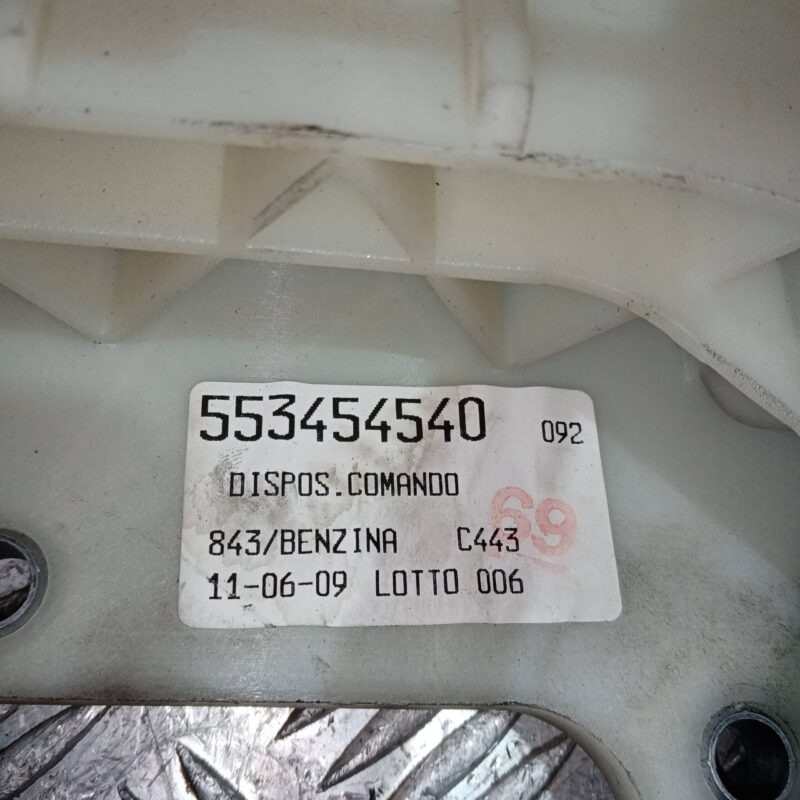 553454540 092
DISPOS.COMANDO
69
843/BENZINA C443
11-06-09 LOTTO 006